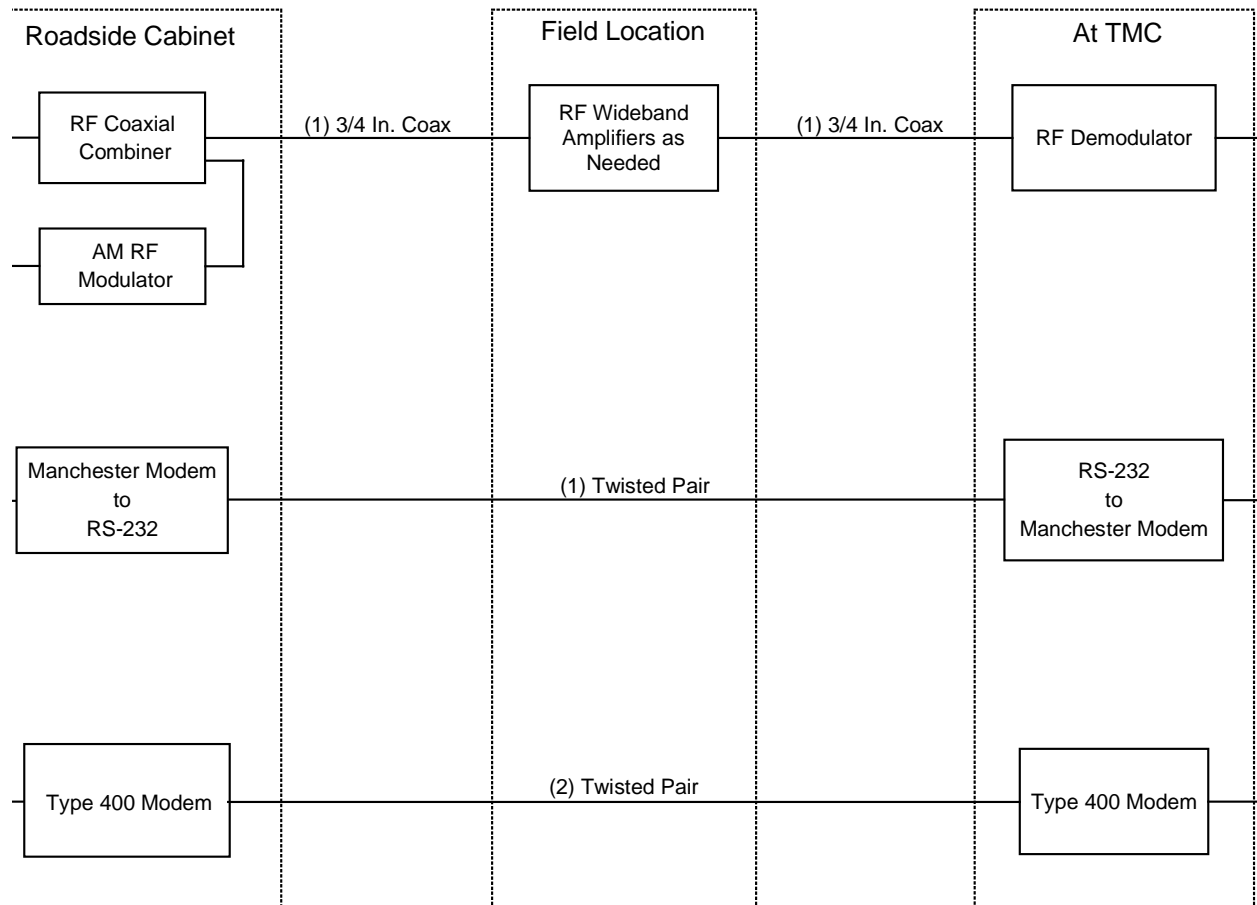 Roadside Cabinet
Field Location
At TMC
RF Coaxial
Combiner
(1) 3/4 In. Coax
RF Wideband
Amplifiers as
Needed
(1) 3/4 In. Coax
RF Demodulator
AM RF
Modulator
Manchester Modem
to
RS-232
(1) Twisted Pair
RS-232
to
Manchester Modem
Type 400 Modem
(2) Twisted Pair
Type 400 Modem